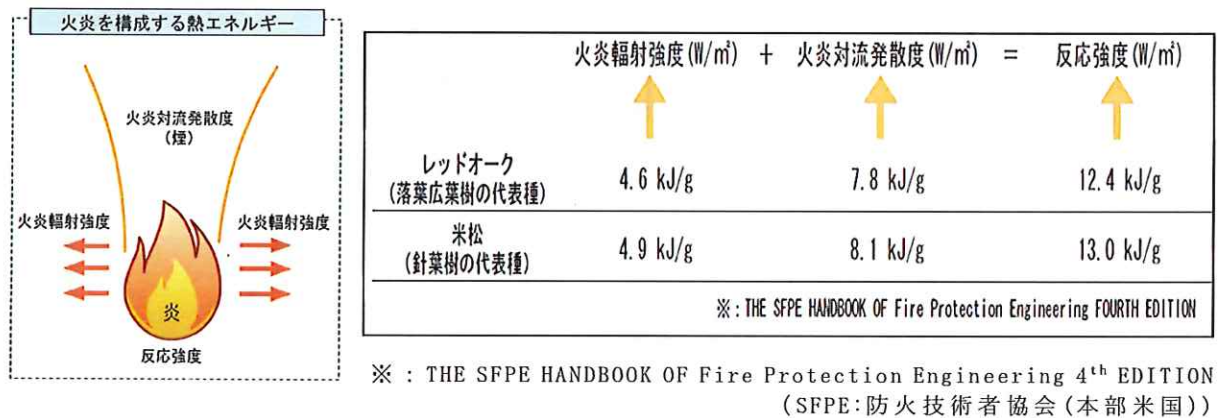 火炎を構成する熱エネルギー
火炎対流発散度
(煙)
火炎輻射強度
火炎輻射強度
炎
反応強度
火炎輻射強度(W/㎡) + 火炎対流発散度(W/㎡) = 反応強度(W/㎡)
レッドオーク
(落葉広葉樹の代表種)
4.6 kJ/g 7.8 kJ/g 12.4 kJ/g
米松
(針葉樹の代表種)
4.9 kJ/g 8.1 kJ/g 13.0 kJ/g
※:THE SFPE HANDBOOK OF Fire Protection Engineering FOURTH EDITION
※ : THE SFPE HANDBOOK OF Fire Protection Engineering 4th EDITION
(SFPE:防火技術者協会(本部米国))